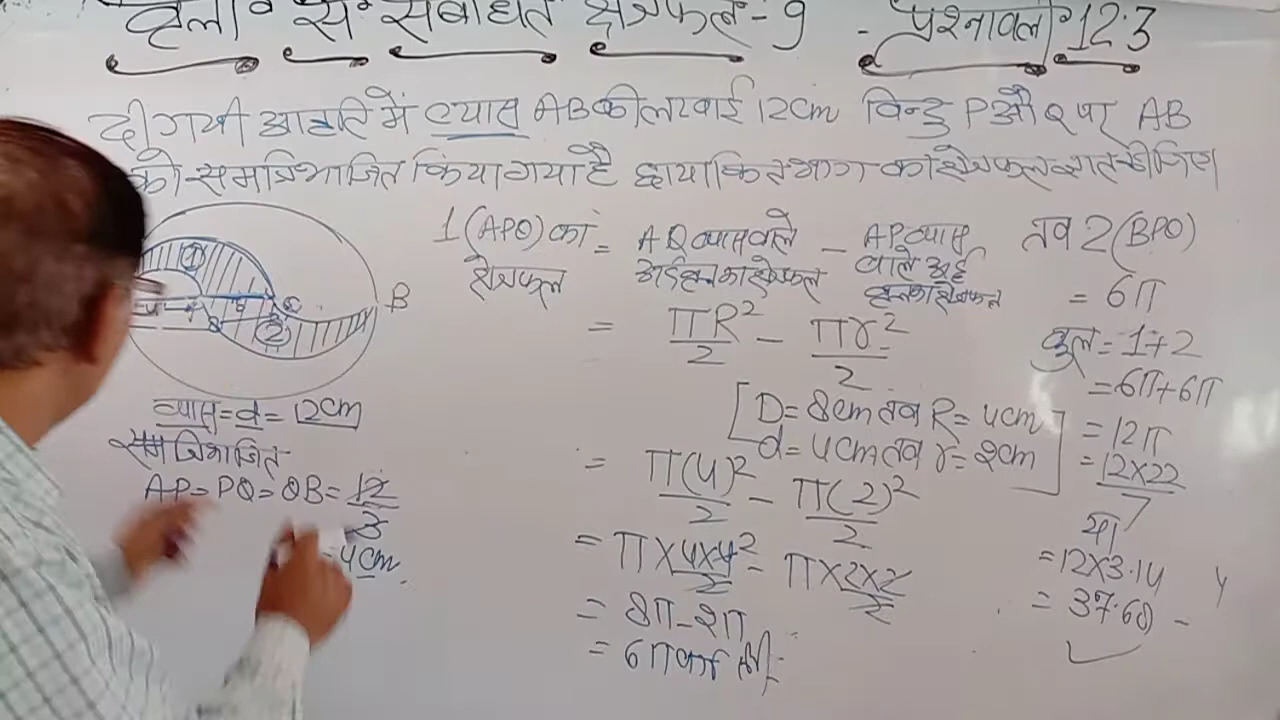 वृत्तों से संबंधित क्षेत्रफल - 9 - प्रश्नावली 12.3
दी गयी आकृति में व्यास AB की लम्बाई 12cm बिन्दु P और Q पर AB
को समत्रिभाजित किया गया है छायांकित भाग का क्षेत्रफल ज्ञात कीजिए
1
2
B
व्यास = d = 12cm
समत्रिभाजित
AP = PQ = QB = 12/3
= 4cm.
1(APQ) का क्षेत्रफल = AQ व्यास वाले अर्द्धवृत्त का क्षेत्रफल - AP व्यास वाले अर्द्ध वृत्त का क्षेत्रफल
= πR²/2 - πr²/2
[D = 8cm तब R = 4cm
d = 4cm तब r = 2cm]
= π(4)²/2 - π(2)²/2
= π×4×4/2 - π×2×2/2
= 8π - 2π
= 6π वर्ग सेमी
तब 2(BPQ)
= 6π
कुल = 1+2
= 6π+6π
= 12π
= 12×22/7
या
= 12×3.14
= 37.68